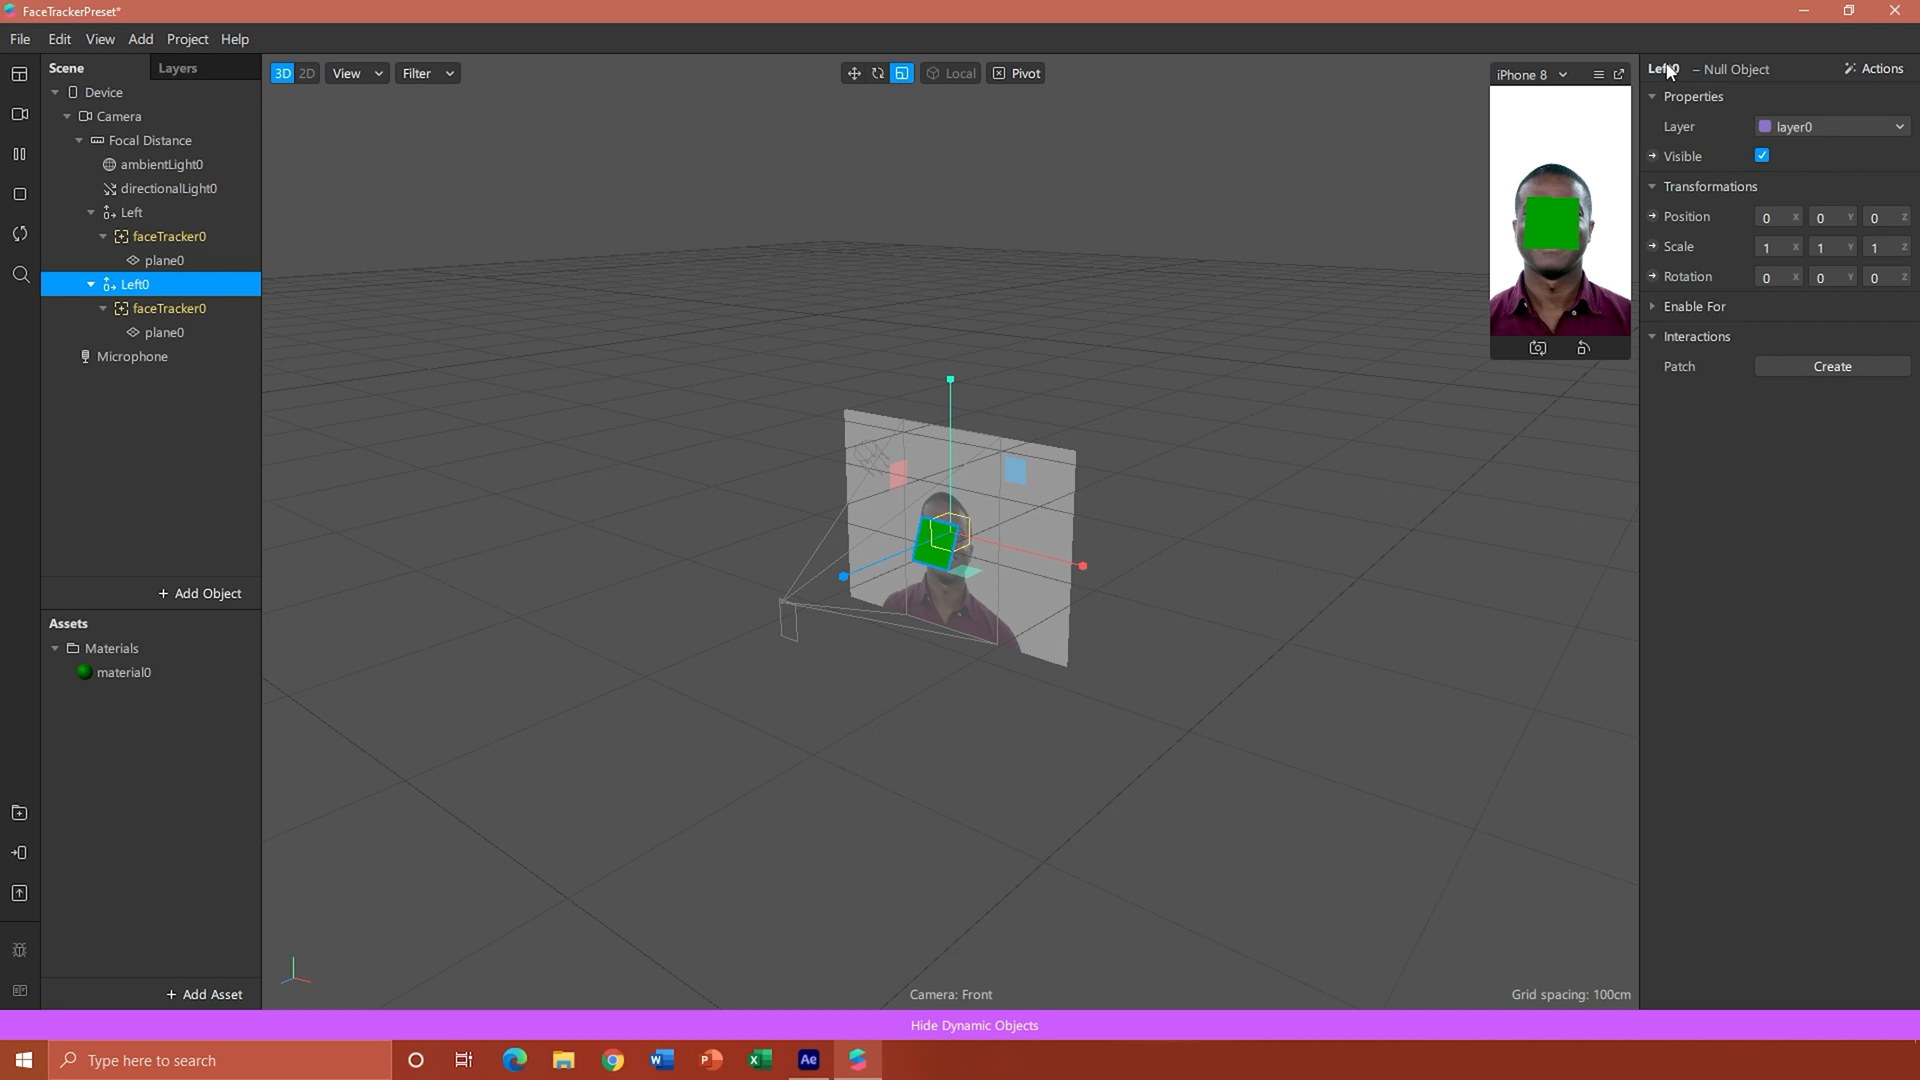 FaceTrackerPreset*
File Edit View Add Project Help
Scene Layers
Device
Camera
Focal Distance
ambientLight0
directionalLight0
Left
faceTracker0
plane0
Left0
faceTracker0
plane0
Microphone
+ Add Object
Assets
Materials
material0
+ Add Asset
3D 2D View Filter
Local Pivot
iPhone 8
Camera: Front
Grid spacing: 100cm
Left0 – Null Object Actions
Properties
Layer layer0
Visible
Transformations
Position 0 X 0 Y 0 Z
Scale 1 X 1 Y 1 Z
Rotation 0 X 0 Y 0 Z
Enable For
Interactions
Patch Create
Hide Dynamic Objects
Type here to search
W P X Ae